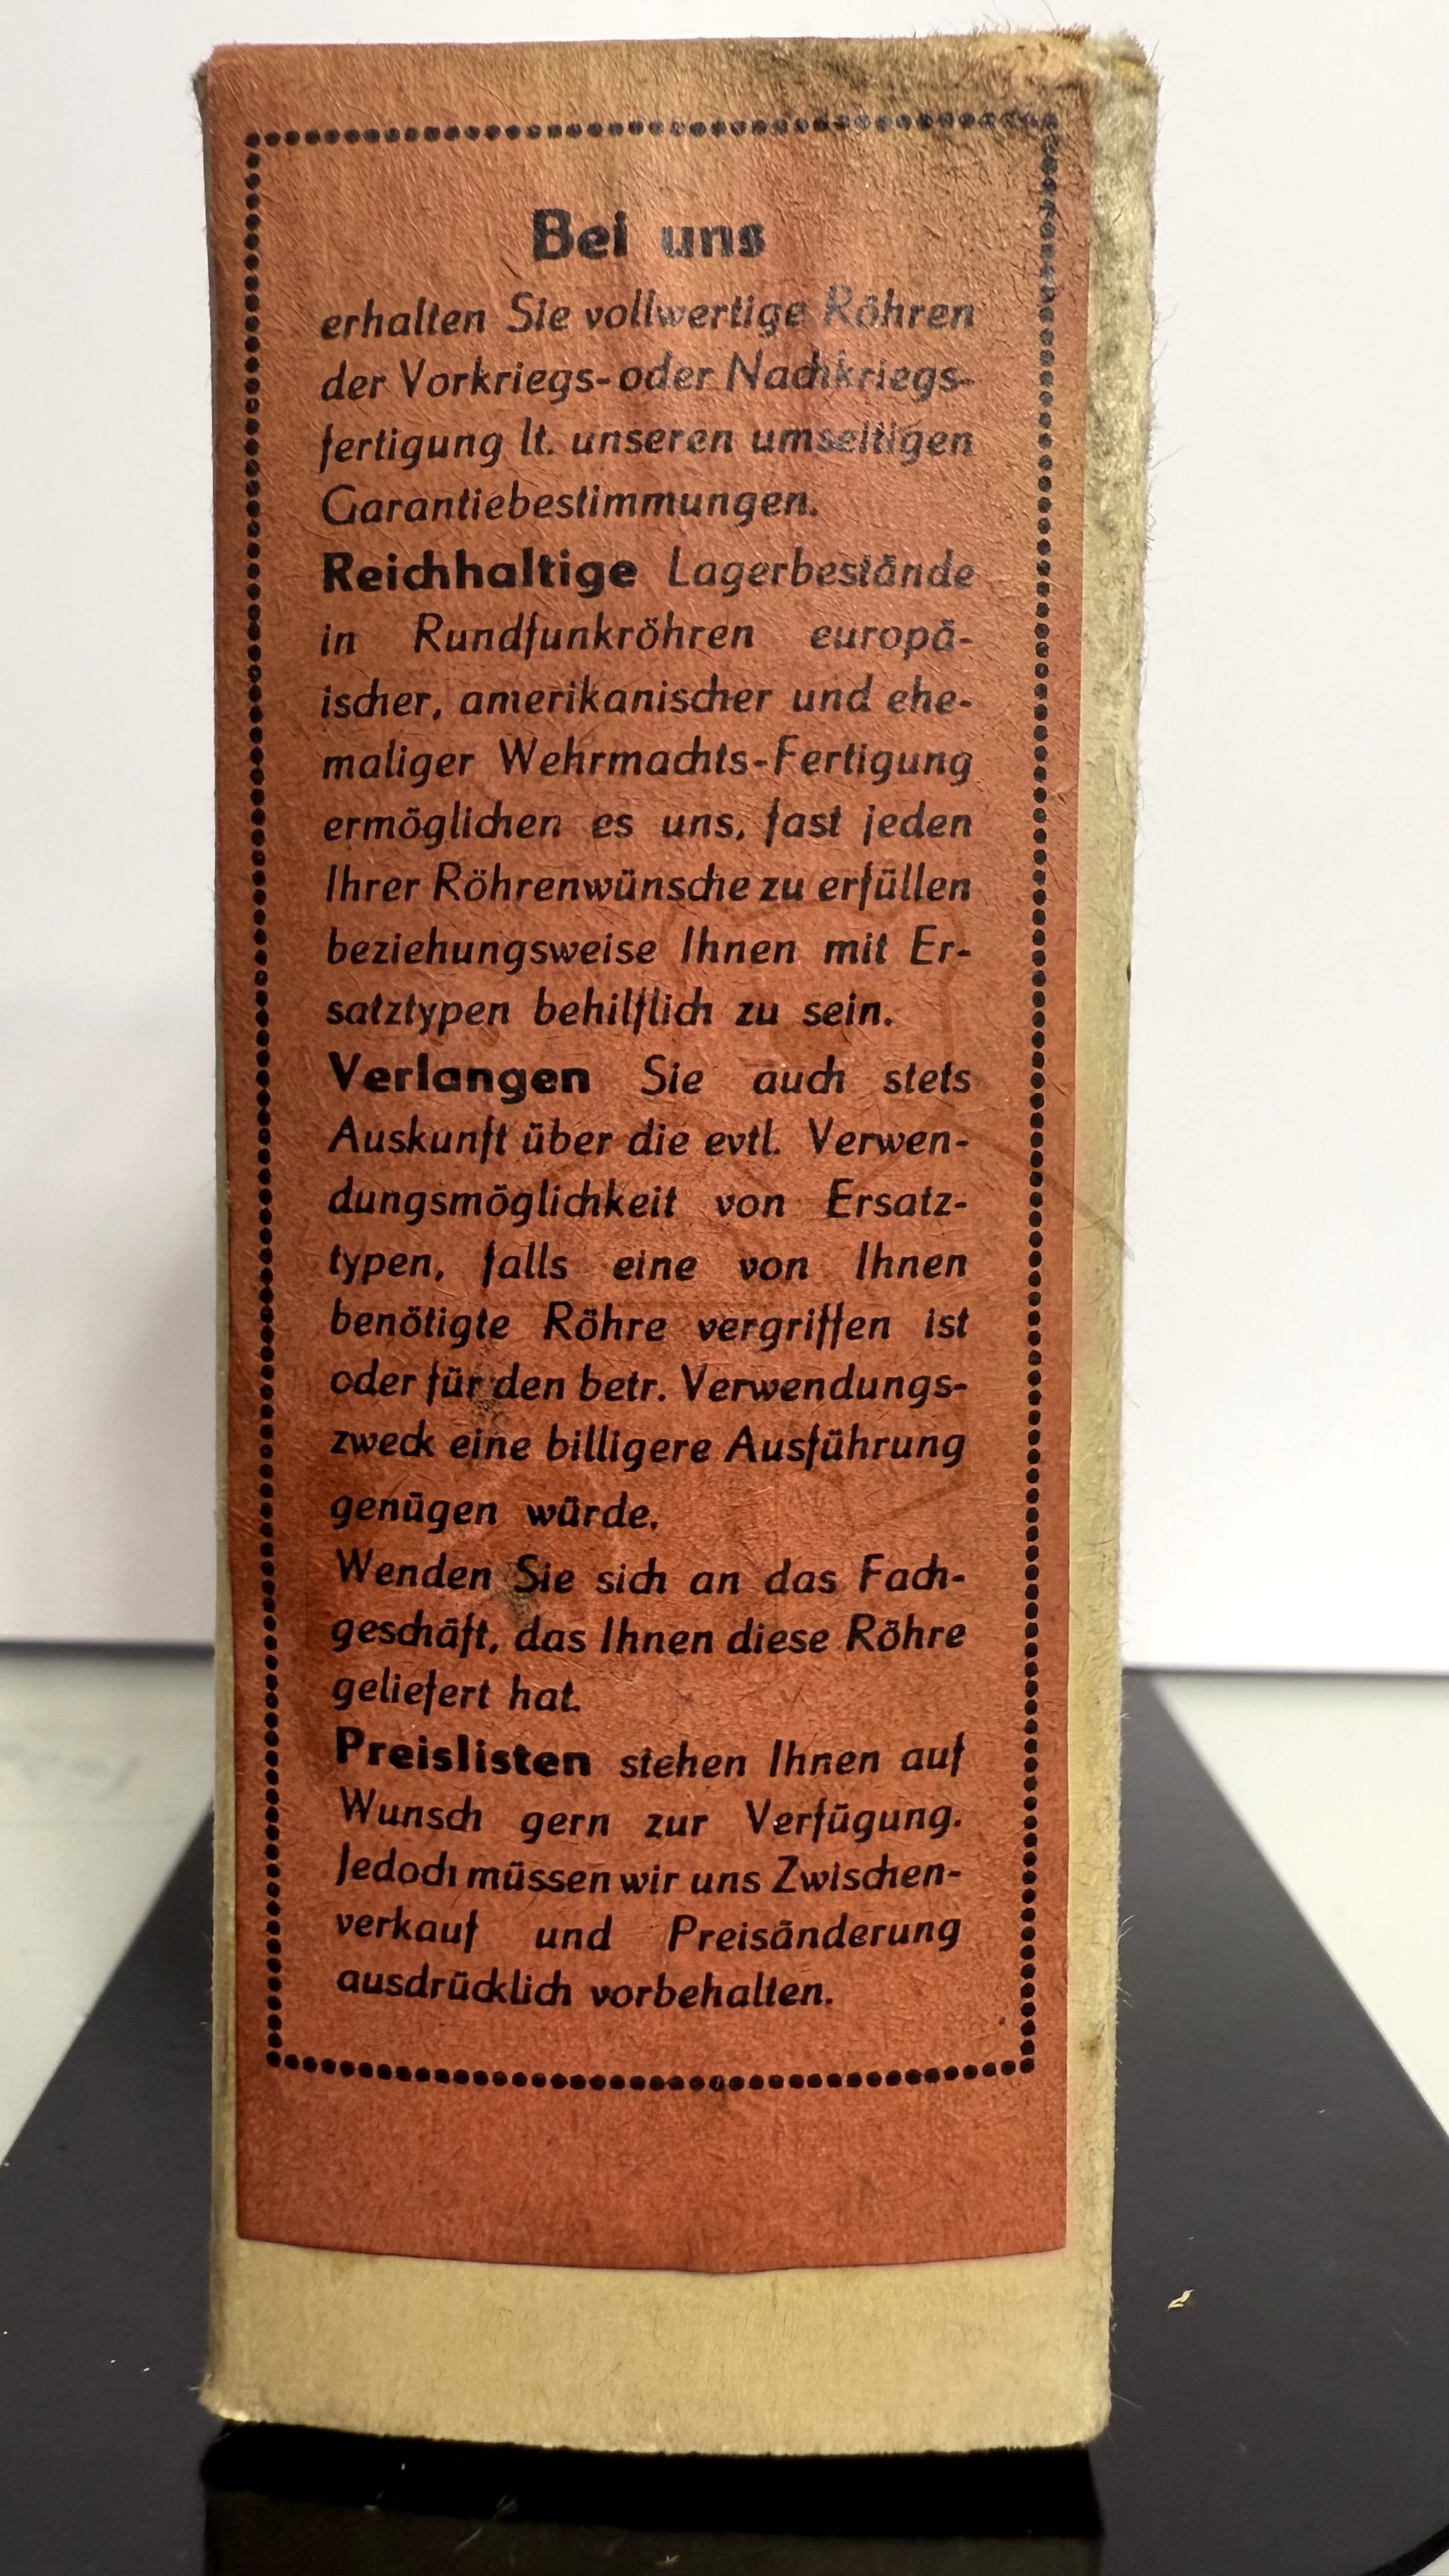 Bei uns
erhalten Sie vollwertige Röhren
der Vorkriegs- oder Nachkriegs-
fertigung lt. unseren umseitigen
Garantiebestimmungen.
Reichhaltige Lagerbestände
in Rundfunkröhren europä-
ischer, amerikanischer und ehe-
maliger Wehrmachts-Fertigung
ermöglichen es uns, fast jeden
Ihrer Röhrenwünsche zu erfüllen
beziehungsweise Ihnen mit Er-
satztypen behilflich zu sein.
Verlangen Sie auch stets
Auskunft über die evtl. Verwen-
dungsmöglichkeit von Ersatz-
typen, falls eine von Ihnen
benötigte Röhre vergriffen ist
oder für den betr. Verwendungs-
zweck eine billigere Ausführung
genügen würde.
Wenden Sie sich an das Fach-
geschäft, das Ihnen diese Röhre
geliefert hat.
Preislisten stehen Ihnen auf
Wunsch gern zur Verfügung.
Jedoch müssen wir uns Zwischen-
verkauf und Preisänderung
ausdrücklich vorbehalten.